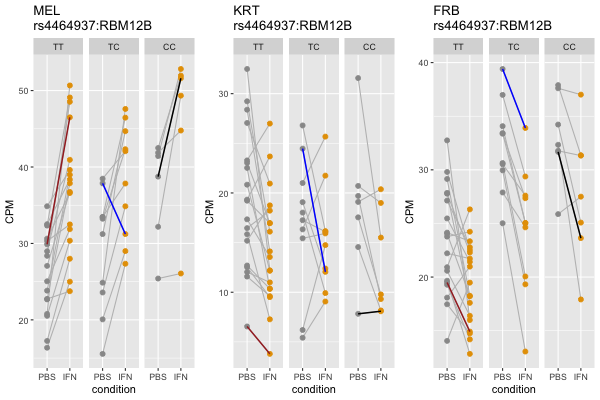 MEL
rs4464937:RBM12B
TT TC CC
CPM
50
40
30
20
PBS IFN PBS IFN PBS IFN
condition
KRT
rs4464937:RBM12B
TT TC CC
CPM
30
20
10
PBS IFN PBS IFN PBS IFN
condition
FRB
rs4464937:RBM12B
TT TC CC
CPM
40
30
20
PBS IFN PBS IFN PBS IFN
condition